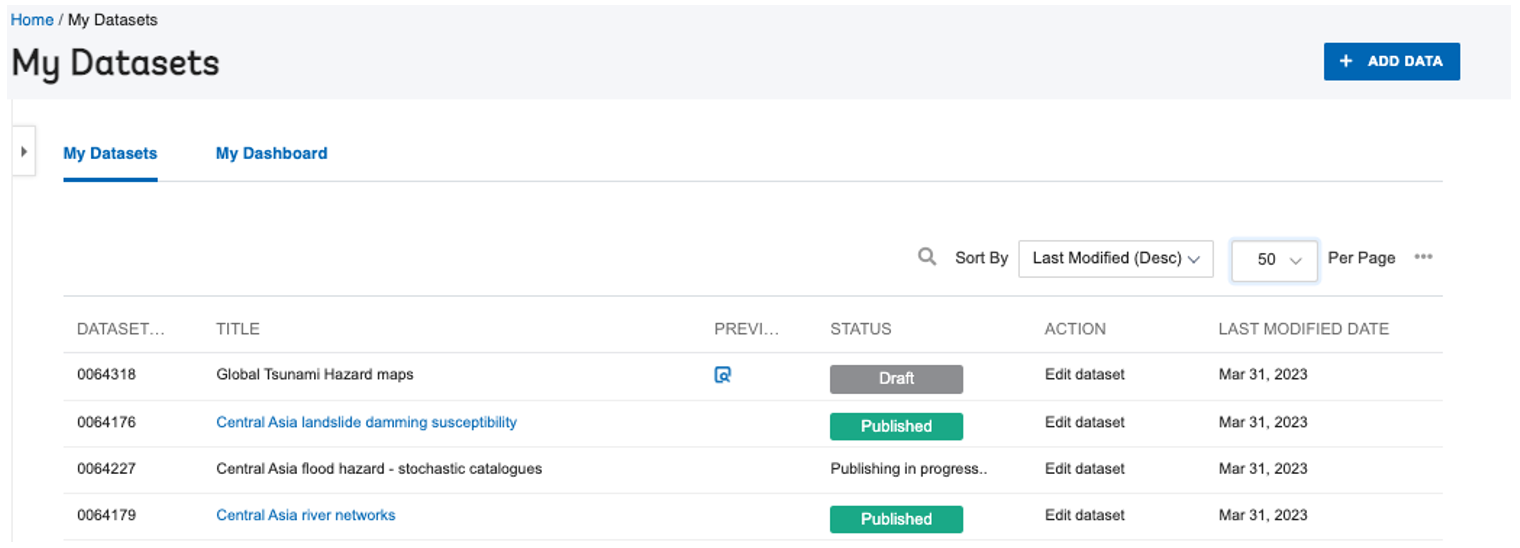 Home / My Datasets
My Datasets
+ ADD DATA
My Datasets My Dashboard
Sort By Last Modified (Desc) 50 Per Page •••
DATASET... TITLE PREVI... STATUS ACTION LAST MODIFIED DATE
0064318 Global Tsunami Hazard maps Draft Edit dataset Mar 31, 2023
0064176 Central Asia landslide damming susceptibility Published Edit dataset Mar 31, 2023
0064227 Central Asia flood hazard - stochastic catalogues Publishing in progress.. Edit dataset Mar 31, 2023
0064179 Central Asia river networks Published Edit dataset Mar 31, 2023